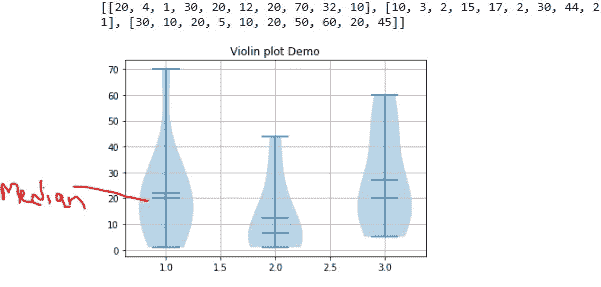 [[20, 4, 1, 30, 20, 12, 20, 70, 32, 10], [10, 3, 2, 15, 17, 2, 30, 44, 2
1], [30, 10, 20, 5, 10, 20, 50, 60, 20, 45]]
Violin plot Demo
70
60
50
40
30
20
10
0
Median
1.0 1.5 2.0 2.5 3.0